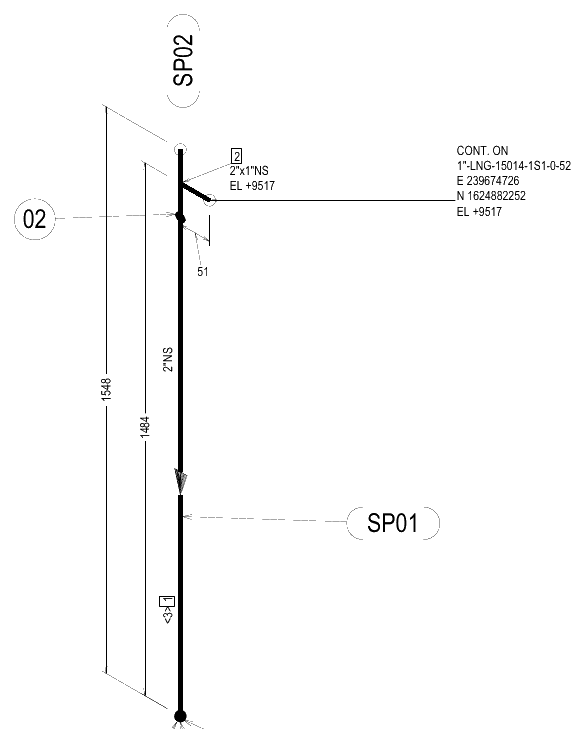 SP02
2
2"x1"NS
EL +9517
CONT. ON
1"-LNG-15014-1S1-0-52
E 239674726
N 1624882252
EL +9517
02
51
2"NS
1548
1484
SP01
<3> 1